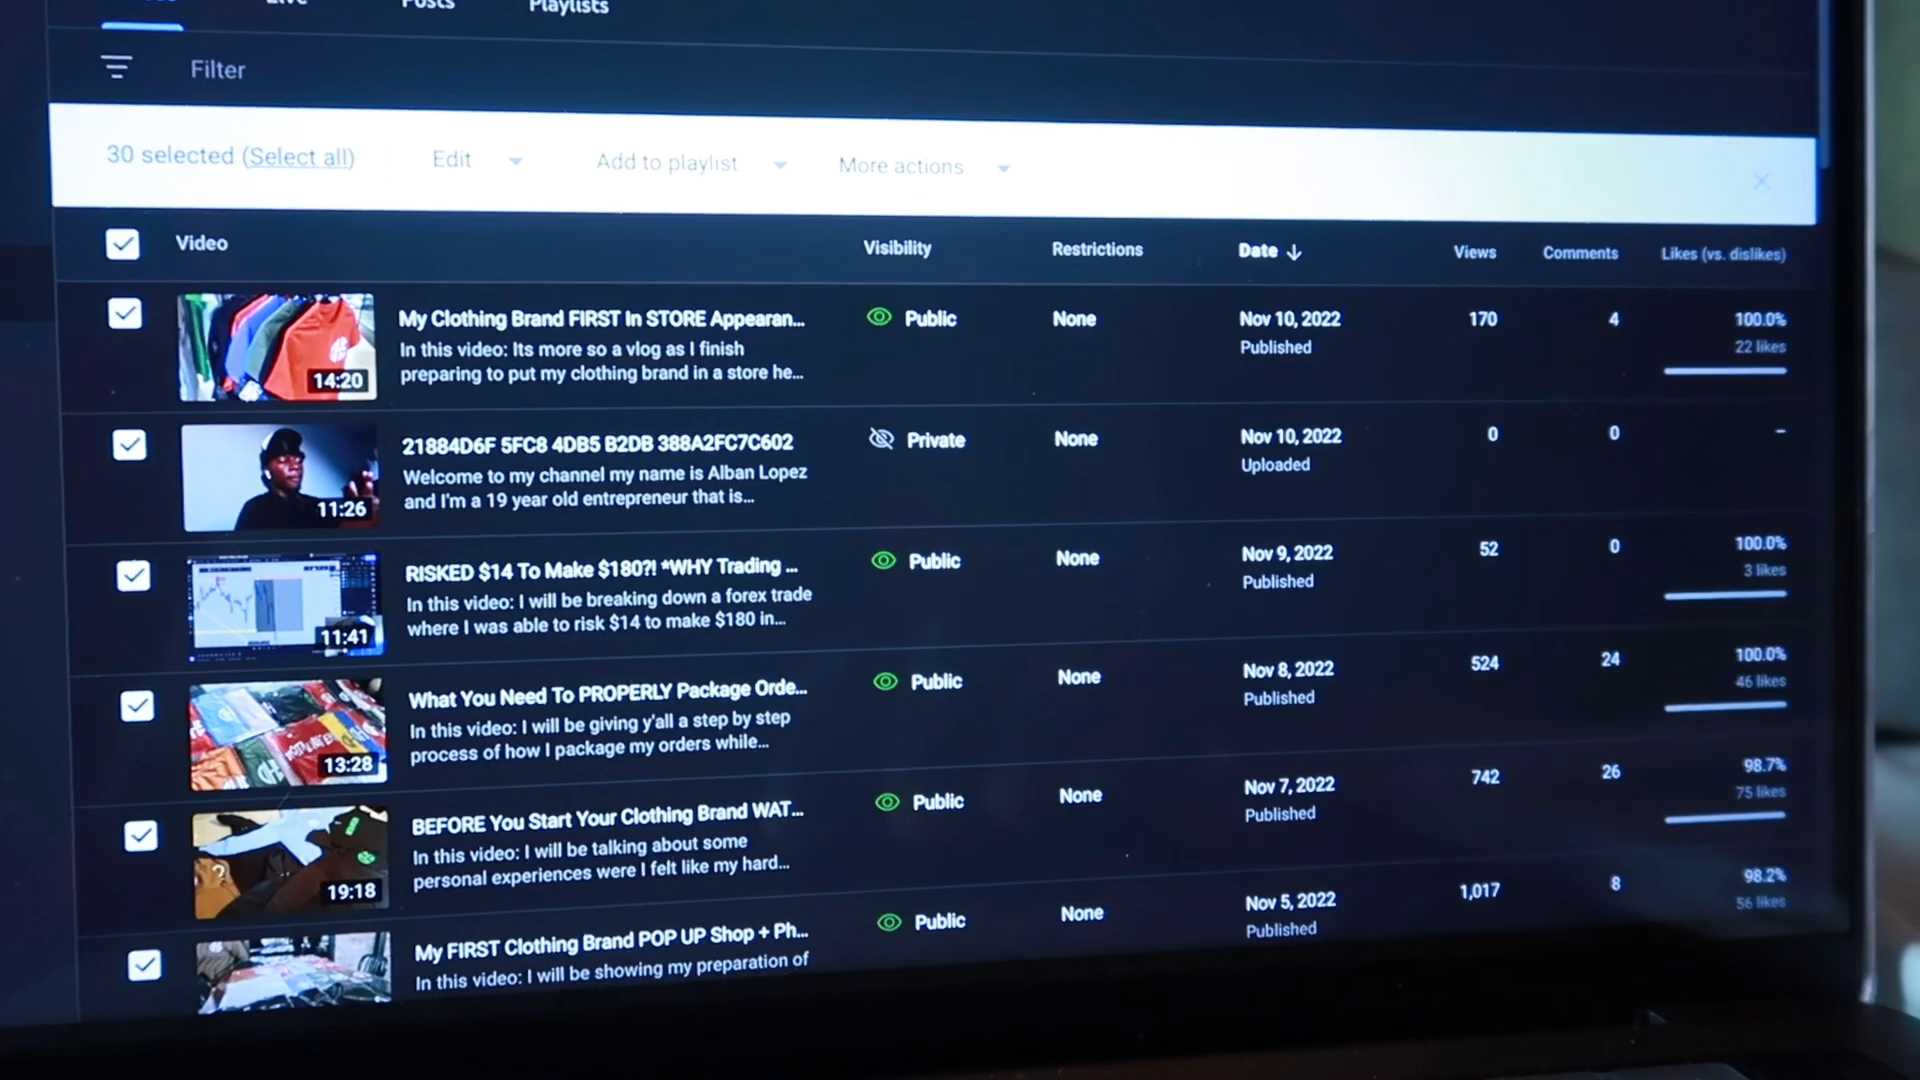 Live Posts Playlists
Filter
30 selected (Select all) Edit Add to playlist More actions
Video Visibility Restrictions Date Views Comments Likes (vs. dislikes)
My Clothing Brand FIRST In STORE Appearan... Public None Nov 10, 2022 170 4 100.0%
In this video: Its more so a vlog as I finish Published 22 likes
preparing to put my clothing brand in a store he...
14:20
21884D6F 5FC8 4DB5 B2DB 388A2FC7C602 Private None Nov 10, 2022 0 0 –
Welcome to my channel my name is Alban Lopez Uploaded
and I'm a 19 year old entrepreneur that is...
11:26
RISKED $14 To Make $180?! *WHY Trading ... Public None Nov 9, 2022 52 0 100.0%
In this video: I will be breaking down a forex trade Published 3 likes
where I was able to risk $14 to make $180 in...
11:41
What You Need To PROPERLY Package Orde... Public None Nov 8, 2022 524 24 100.0%
In this video: I will be giving y'all a step by step Published 46 likes
process of how I package my orders while...
13:28
BEFORE You Start Your Clothing Brand WAT... Public None Nov 7, 2022 742 26 98.7%
In this video: I will be talking about some Published 75 likes
personal experiences were I felt like my hard...
19:18
My FIRST Clothing Brand POP UP Shop + Ph... Public None Nov 5, 2022 1,017 8 98.2%
In this video: I will be showing my preparation of Published 56 likes